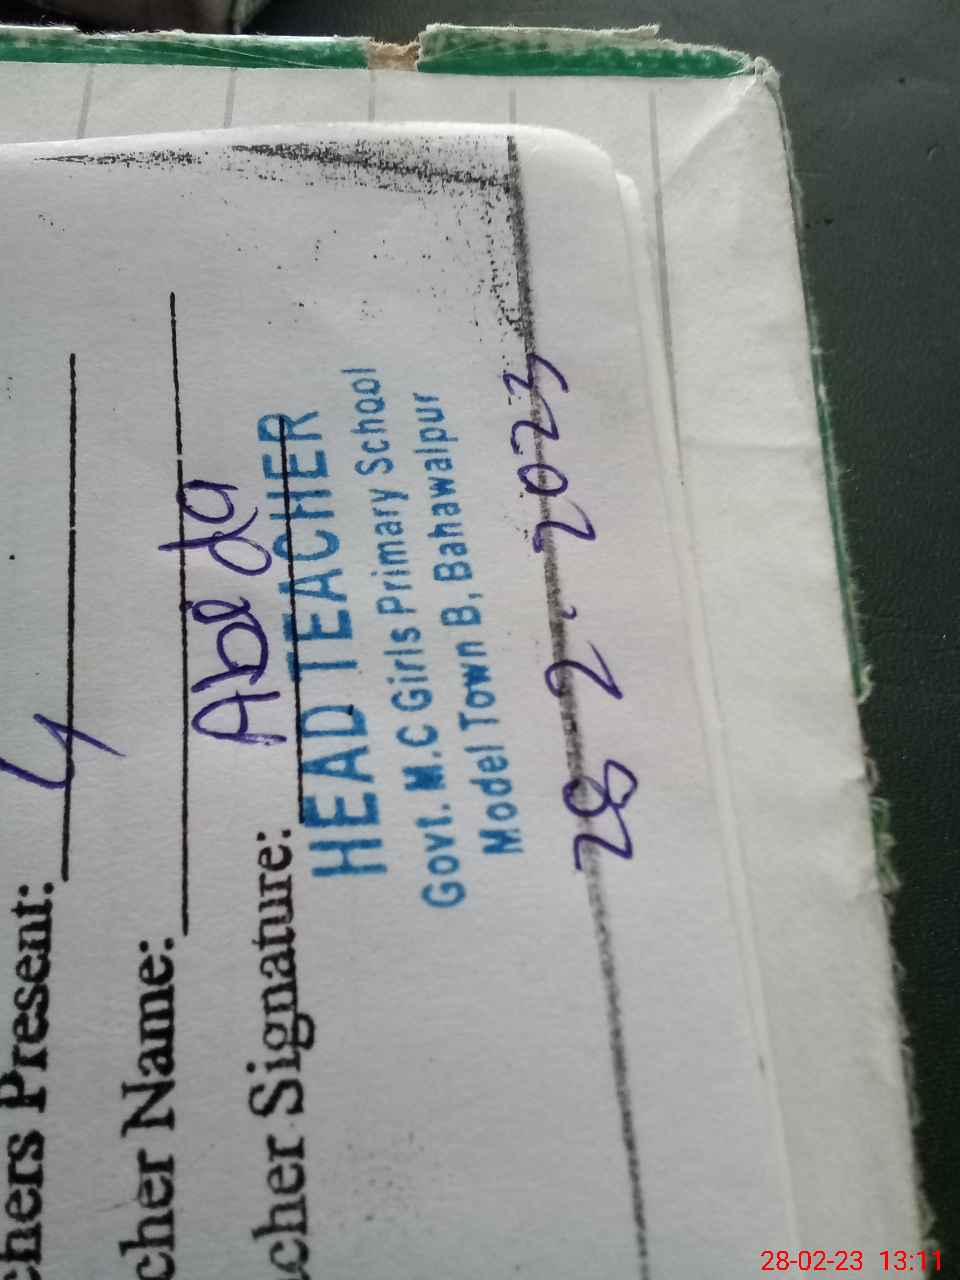 chers Present: 4
cher Name:
Abeda
cher Signature:
HEAD TEACHER
Govt. M.C Girls Primary School
Model Town B, Bahawalpur
28-2-2023
28-02-23 13:11